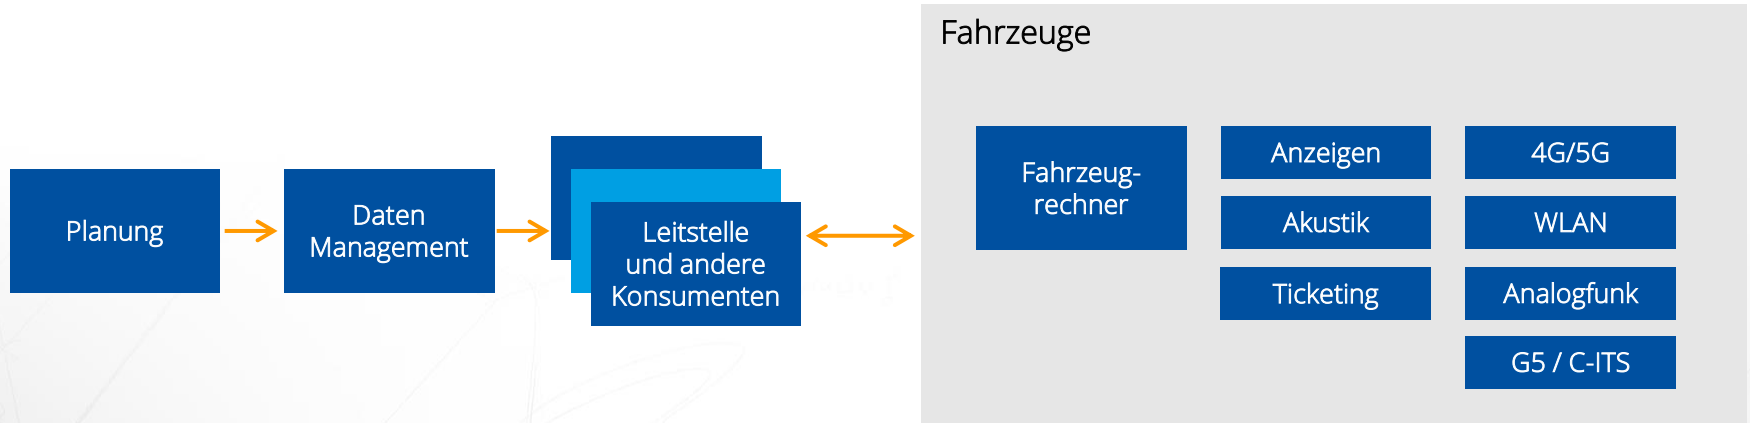 Fahrzeuge
Planung
Daten
Management
Leitstelle
und andere
Konsumenten
Fahrzeug-
rechner
Anzeigen
Akustik
Ticketing
4G/5G
WLAN
Analogfunk
G5 / C-ITS